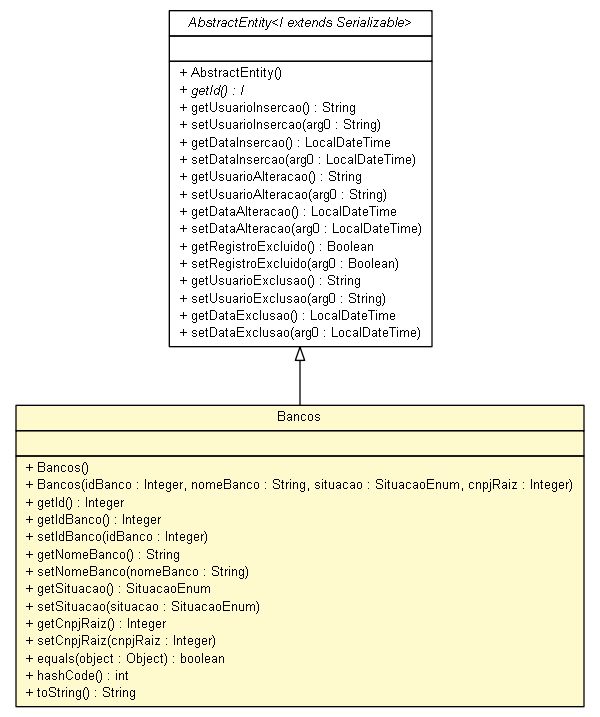 AbstractEntity<I extends Serializable>
+ AbstractEntity()
+ getId() : I
+ getUsuarioInsercao() : String
+ setUsuarioInsercao(arg0 : String)
+ getDataInsercao() : LocalDateTime
+ setDataInsercao(arg0 : LocalDateTime)
+ getUsuarioAlteracao() : String
+ setUsuarioAlteracao(arg0 : String)
+ getDataAlteracao() : LocalDateTime
+ setDataAlteracao(arg0 : LocalDateTime)
+ getRegistroExcluido() : Boolean
+ setRegistroExcluido(arg0 : Boolean)
+ getUsuarioExclusao() : String
+ setUsuarioExclusao(arg0 : String)
+ getDataExclusao() : LocalDateTime
+ setDataExclusao(arg0 : LocalDateTime)
Bancos
+ Bancos()
+ Bancos(idBanco : Integer, nomeBanco : String, situacao : SituacaoEnum, cnpjRaiz : Integer)
+ getId() : Integer
+ getIdBanco() : Integer
+ setIdBanco(idBanco : Integer)
+ getNomeBanco() : String
+ setNomeBanco(nomeBanco : String)
+ getSituacao() : SituacaoEnum
+ setSituacao(situacao : SituacaoEnum)
+ getCnpjRaiz() : Integer
+ setCnpjRaiz(cnpjRaiz : Integer)
+ equals(object : Object) : boolean
+ hashCode() : int
+ toString() : String